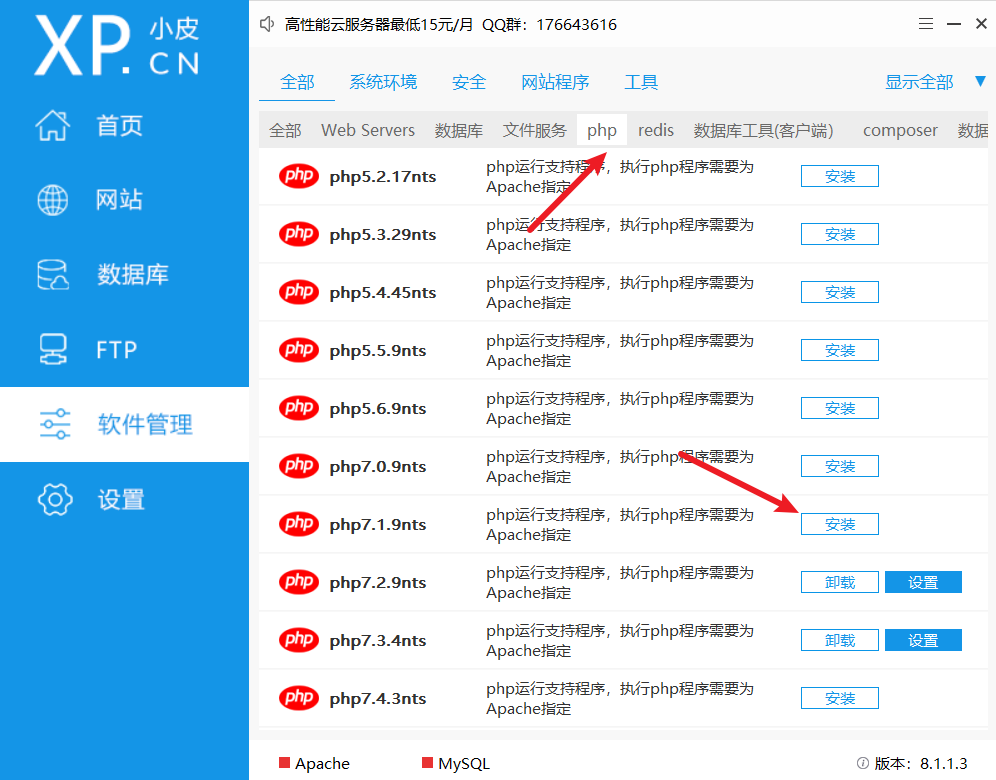 XP.CN 小皮
高性能云服务器最低15元/月 QQ群：176643616
首页
网站
数据库
FTP
软件管理
设置
全部 系统环境 安全 网站程序 工具 显示全部
全部 Web Servers 数据库 文件服务 php redis 数据库工具(客户端) composer 数据
php php5.2.17nts php运行支持程序，执行php程序需要为 安装
Apache指定
php php5.3.29nts php运行支持程序，执行php程序需要为 安装
Apache指定
php php5.4.45nts php运行支持程序，执行php程序需要为 安装
Apache指定
php php5.5.9nts php运行支持程序，执行php程序需要为 安装
Apache指定
php php5.6.9nts php运行支持程序，执行php程序需要为 安装
Apache指定
php php7.0.9nts php运行支持程序，执行php程序需要为 安装
Apache指定
php php7.1.9nts php运行支持程序，执行php程序需要为 安装
Apache指定
php php7.2.9nts php运行支持程序，执行php程序需要为 卸载 设置
Apache指定
php php7.3.4nts php运行支持程序，执行php程序需要为 卸载 设置
Apache指定
php php7.4.3nts php运行支持程序，执行php程序需要为 安装
Apache指定
Apache MySQL 版本：8.1.1.3